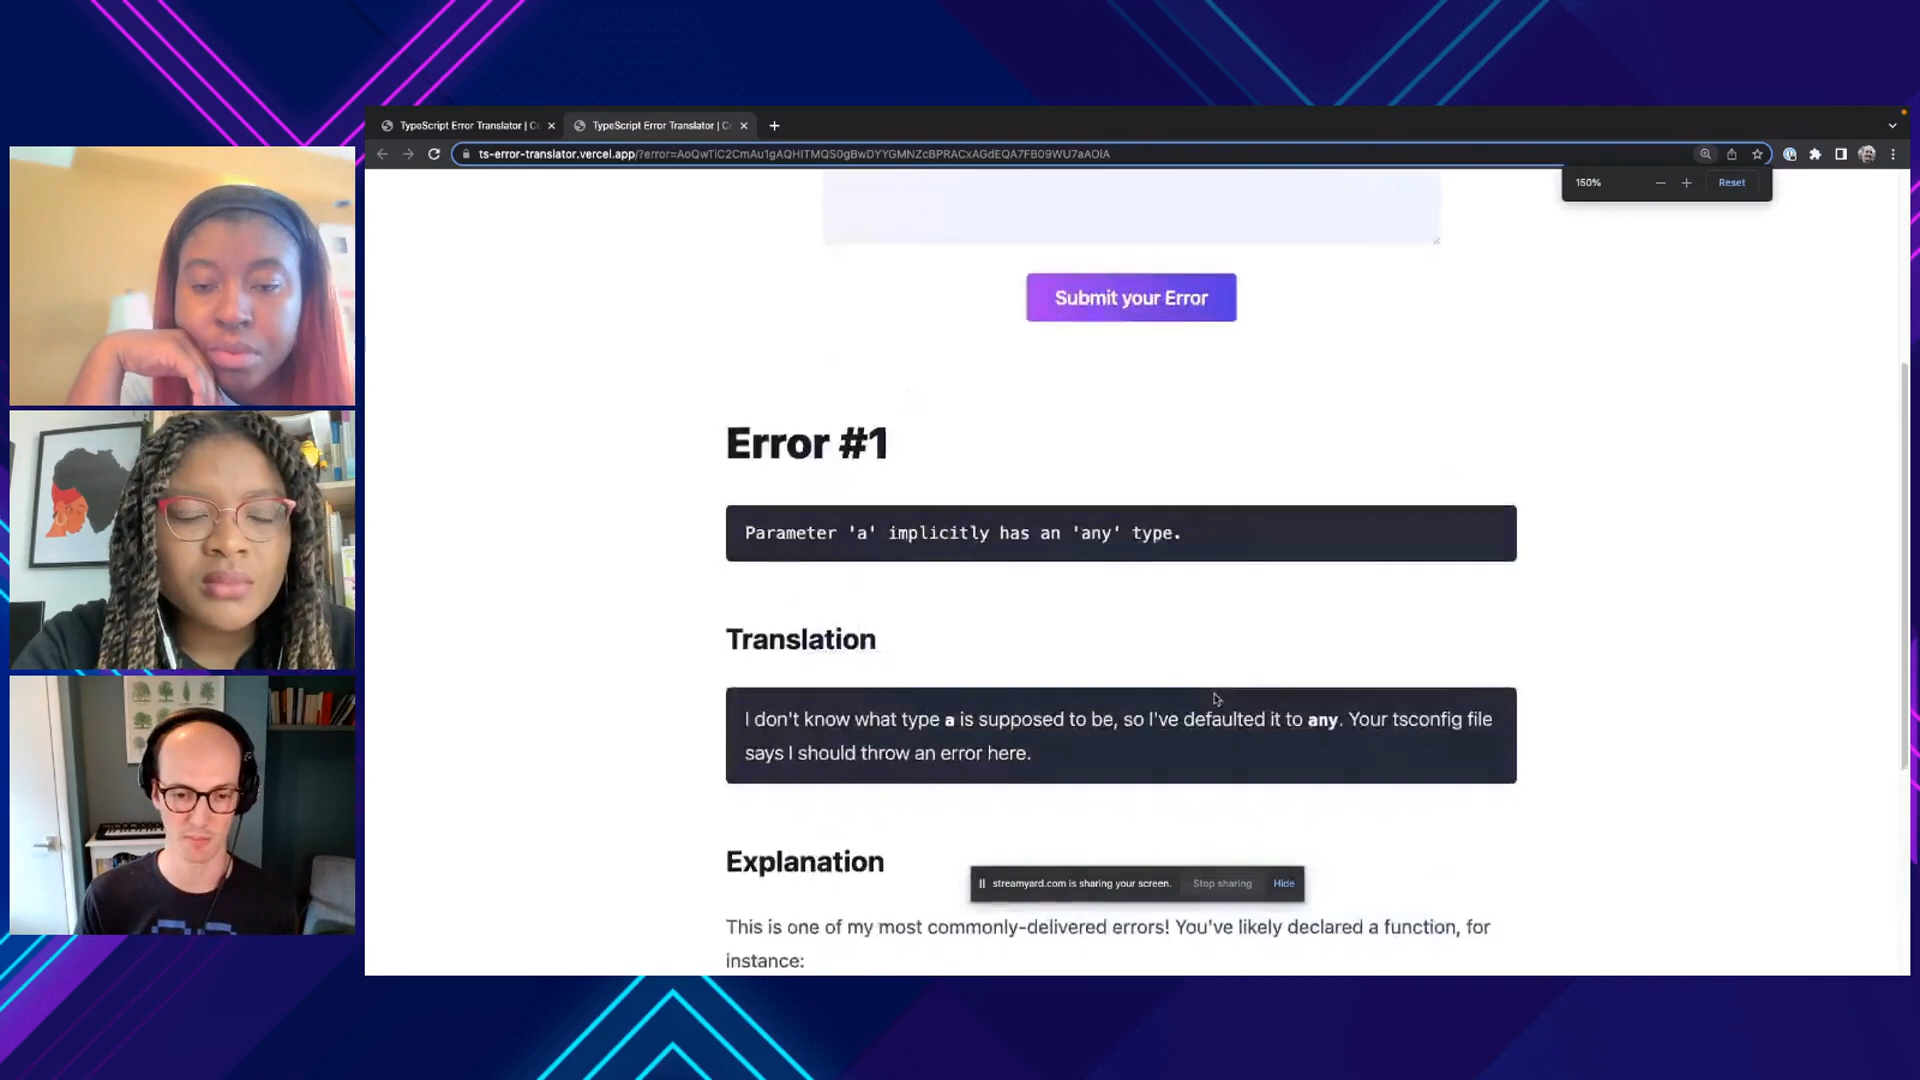 TypeScript Error Translator | C
TypeScript Error Translator | C
ts-error-translator.vercel.app/?error=AoQwTiC2CmAu1gAQHITMQS0gBwDYYGMNZcBPRACxAGdEQA7FB09WU7aAOIA
150%
Reset
Submit your Error
Error #1
Parameter 'a' implicitly has an 'any' type.
Translation
I don't know what type a is supposed to be, so I've defaulted it to any. Your tsconfig file
says I should throw an error here.
Explanation
streamyard.com is sharing your screen.
Stop sharing
Hide
This is one of my most commonly-delivered errors! You've likely declared a function, for
instance: